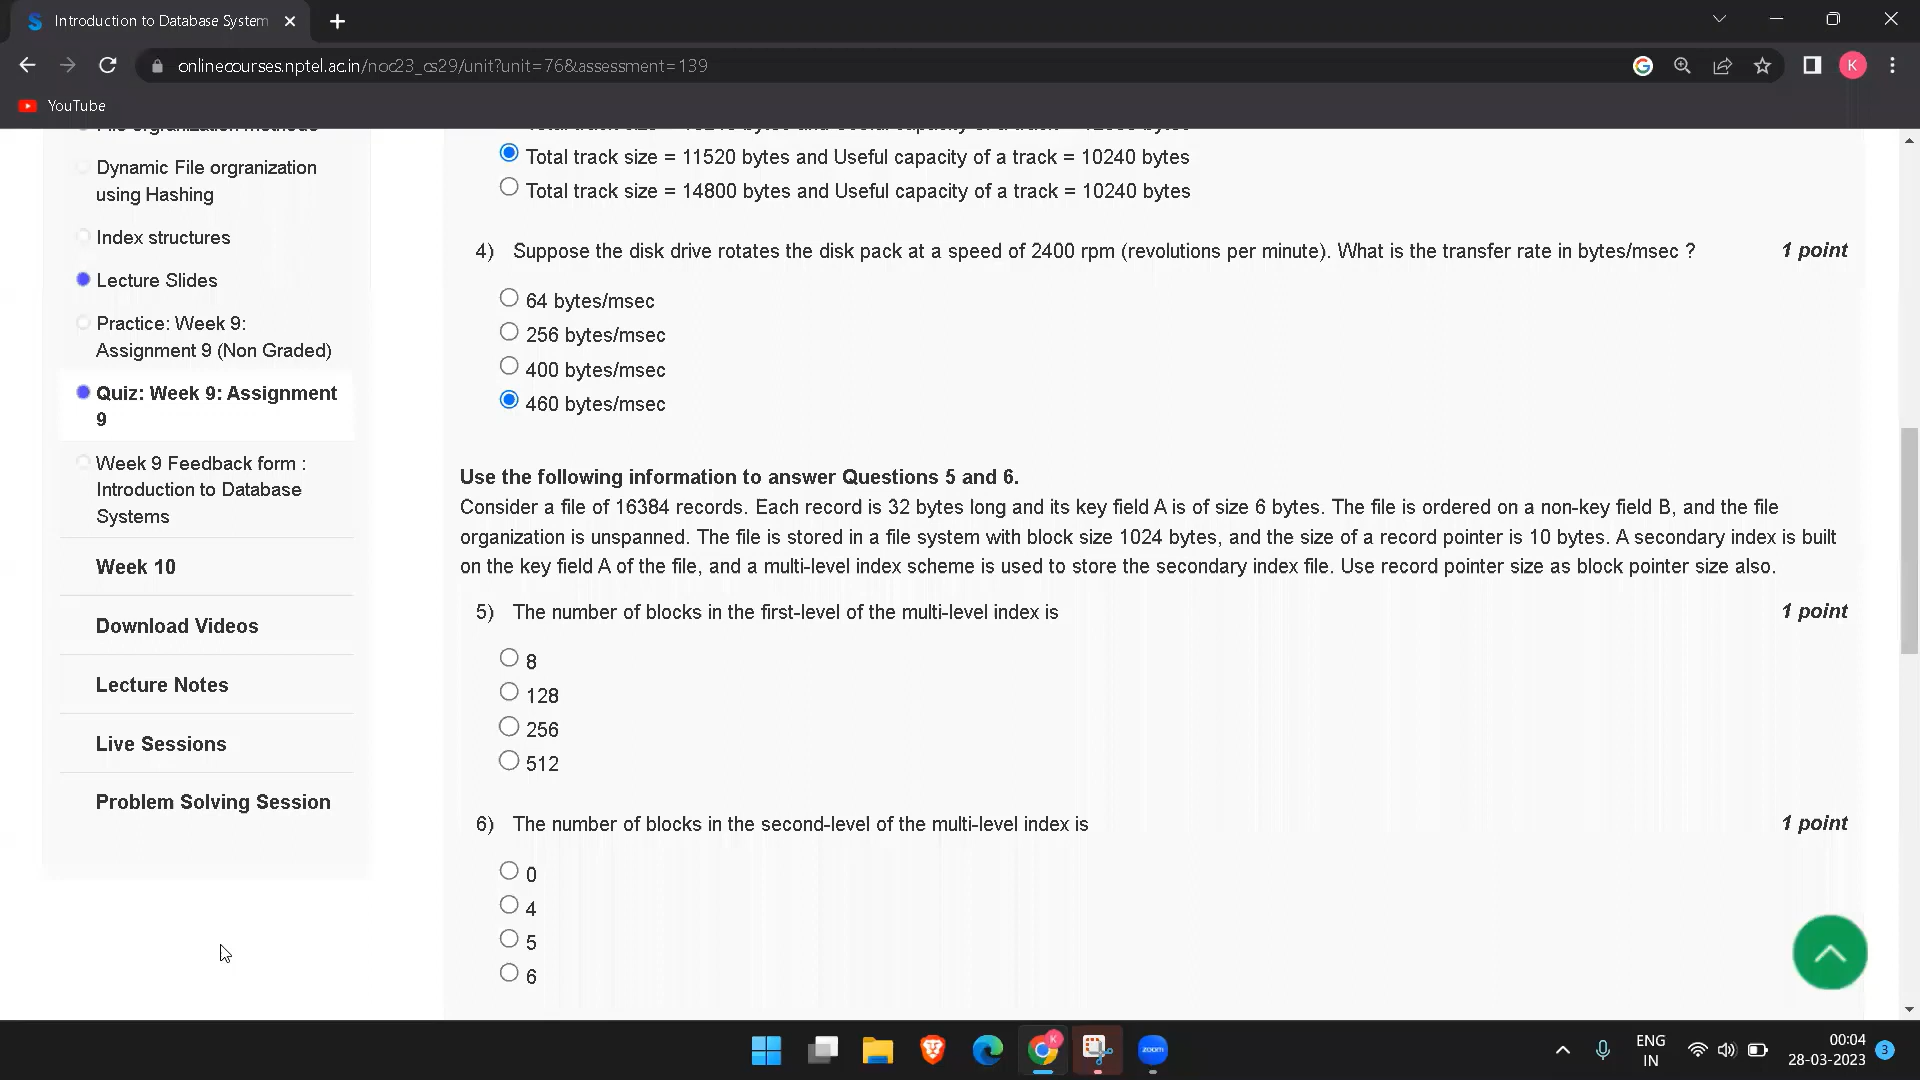 Introduction to Database System
onlinecourses.nptel.ac.in/noc23_cs29/unit?unit=76&assessment=139
K
YouTube
Dynamic File orgranization
using Hashing
Index structures
Lecture Slides
Practice: Week 9:
Assignment 9 (Non Graded)
Quiz: Week 9: Assignment
9
Week 9 Feedback form :
Introduction to Database
Systems
Week 10
Download Videos
Lecture Notes
Live Sessions
Problem Solving Session
Total track size = 11520 bytes and Useful capacity of a track = 10240 bytes
Total track size = 14800 bytes and Useful capacity of a track = 10240 bytes
4) Suppose the disk drive rotates the disk pack at a speed of 2400 rpm (revolutions per minute). What is the transfer rate in bytes/msec ? 1 point
64 bytes/msec
256 bytes/msec
400 bytes/msec
460 bytes/msec
Use the following information to answer Questions 5 and 6.
Consider a file of 16384 records. Each record is 32 bytes long and its key field A is of size 6 bytes. The file is ordered on a non-key field B, and the file
organization is unspanned. The file is stored in a file system with block size 1024 bytes, and the size of a record pointer is 10 bytes. A secondary index is built
on the key field A of the file, and a multi-level index scheme is used to store the secondary index file. Use record pointer size as block pointer size also.
5) The number of blocks in the first-level of the multi-level index is 1 point
8
128
256
512
6) The number of blocks in the second-level of the multi-level index is 1 point
0
4
5
6
zoom
ENG
IN
00:04
28-03-2023
3